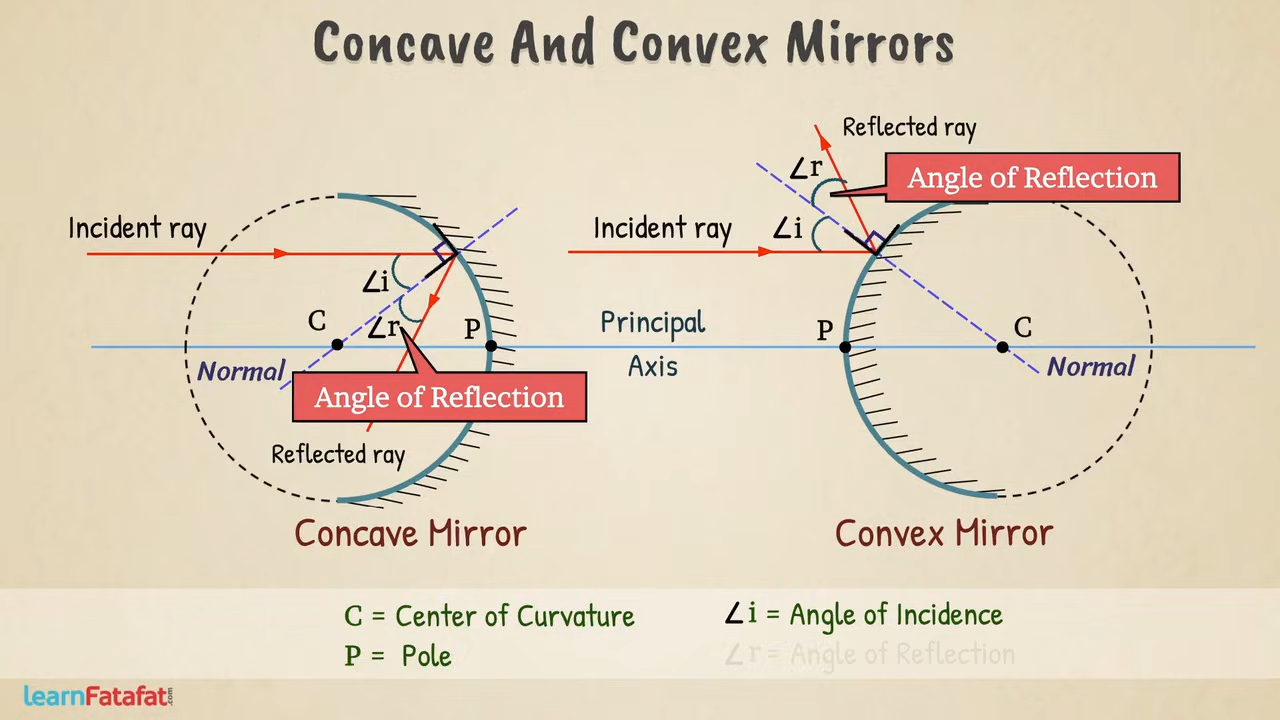 Concave And Convex Mirrors
Incident ray
∠i
C
∠r
P
Normal
Angle of Reflection
Reflected ray
Concave Mirror
Principal
Axis
Reflected ray
∠r
Angle of Reflection
Incident ray
∠i
P
C
Normal
Convex Mirror
C = Center of Curvature
P = Pole
∠i = Angle of Incidence
∠r = Angle of Reflection
learnFatafat.com